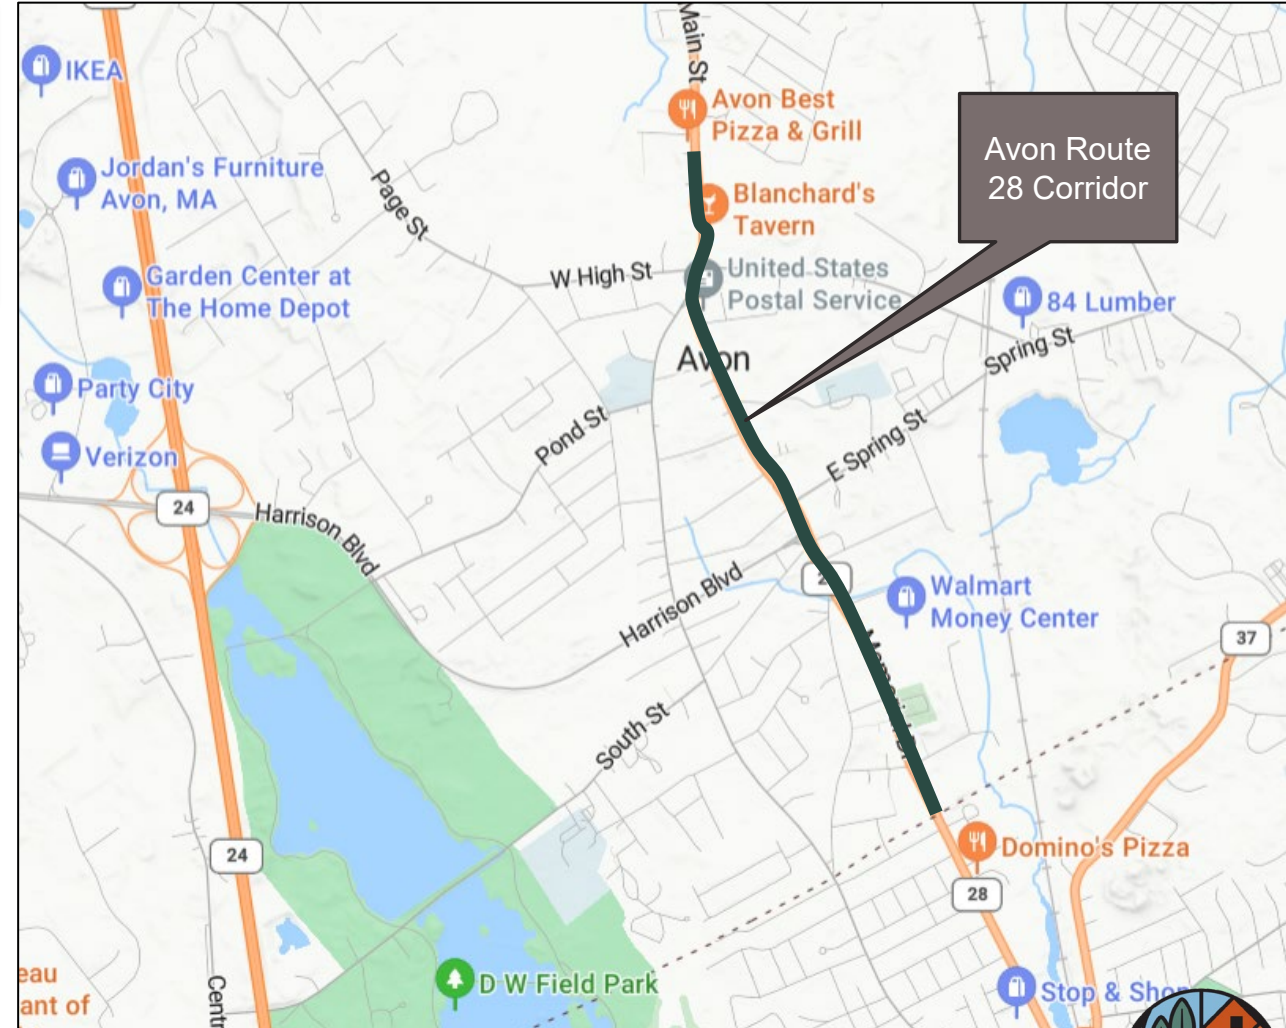 Main St
IKEA
Avon Best
Pizza & Grill
Avon Route
28 Corridor
Jordan's Furniture
Avon, MA
Page St
Blanchard's
Tavern
W High St
United States
Postal Service
Garden Center at
The Home Depot
84 Lumber
Spring St
Avon
Party City
Pond St
E Spring St
Verizon
24
Harrison Blvd
Harrison Blvd
Walmart
Money Center
37
South St
24
Domino's Pizza
28
D W Field Park
Stop & Shop
eau
ant of